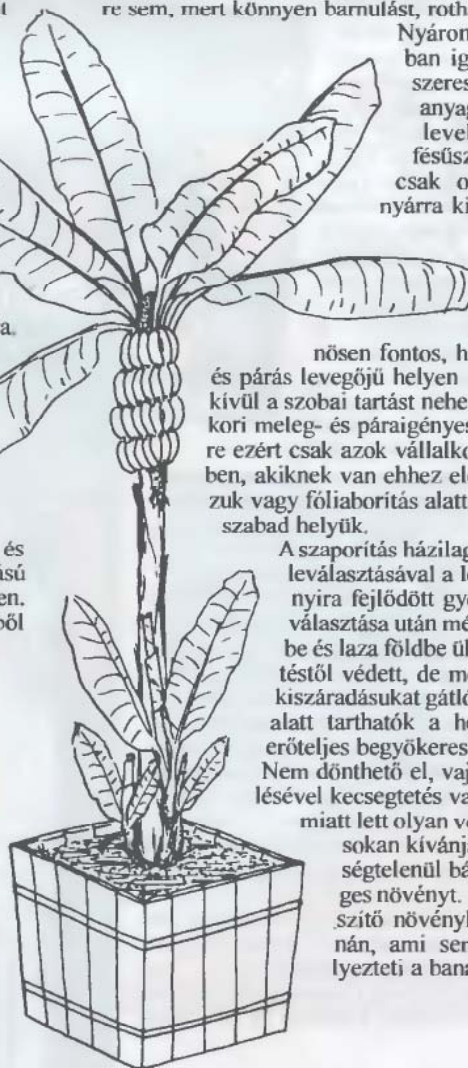 re sem, mert könnyen barnulást, roth
Nyáron
ban ig
szeres
anyag
level
fésűsz
csak o
nyárra ki
a.
nösen fontos, h
és párás levegőjű helyen
kívül a szobai tartást nehe
kori meleg- és páraigényes
re ezért csak azok vállalko
ben, akiknek van ehhez el
zuk vagy fóliaborítás alatt
szabad helyük.
és
ású
en.
ből
A szaporítás házilag
leválasztásával a l
nyira fejlődött gy
választása után mé
be és laza földbe ül
téstől védett, de m
kiszáradásukat gátló
alatt tarthatók a h
erőteljes begyökeres
Nem dönthető el, vaj
lésével kecsegtetés va
miatt lett olyan v
sokan kívánj
ségtelenül bá
ges növényt.
szítő növényl
nán, ami sen
lyezteti a bana